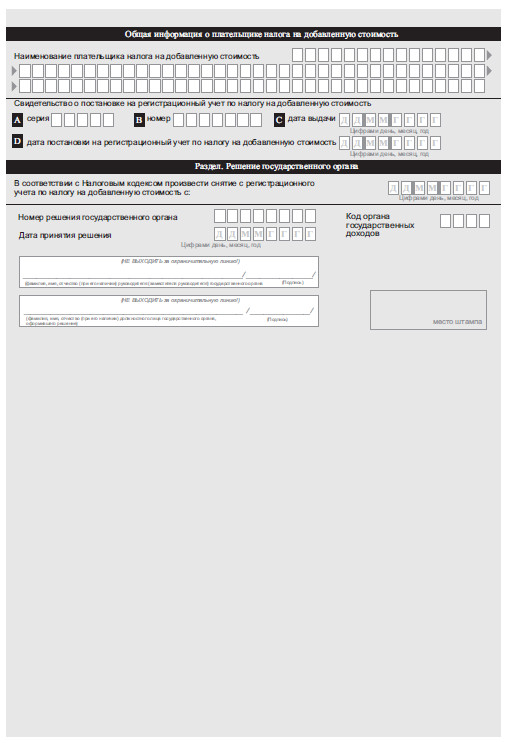 Общая информация о плательщике налога на добавленную стоимость
Наименование плательщика налога на добавленную стоимость
Свидетельство о постановке на регистрационный учет по налогу на добавленную стоимость
A серия B номер C дата выдачи Д Д М М Г Г Г Г
Цифрами день, месяц, год
D дата постановки на регистрационный учет по налогу на добавленную стоимость Д Д М М Г Г Г Г
Цифрами день, месяц, год
Раздел. Решение государственного органа
В соответствии с Налоговым кодексом произвести снятие с регистрационного
учета по налогу на добавленную стоимость с: Д Д М М Г Г Г Г
Цифрами день, месяц, год
Номер решения государственного органа
Код органа
государственных
доходов
Дата принятия решения Д Д М М Г Г Г Г
Цифрами день, месяц, год
(НЕ ВЫХОДИТЬ за ограничительную линию!)
/ /
(фамилия, имя, отчество (при его наличии) руководителя (заместителя руководителя) государственного органа (Подпись)
(НЕ ВЫХОДИТЬ за ограничительную линию!)
/ /
(фамилия, имя, отчество (при его наличии) должностного лица государственного органа, (Подпись)
оформившего решение)
место штампа